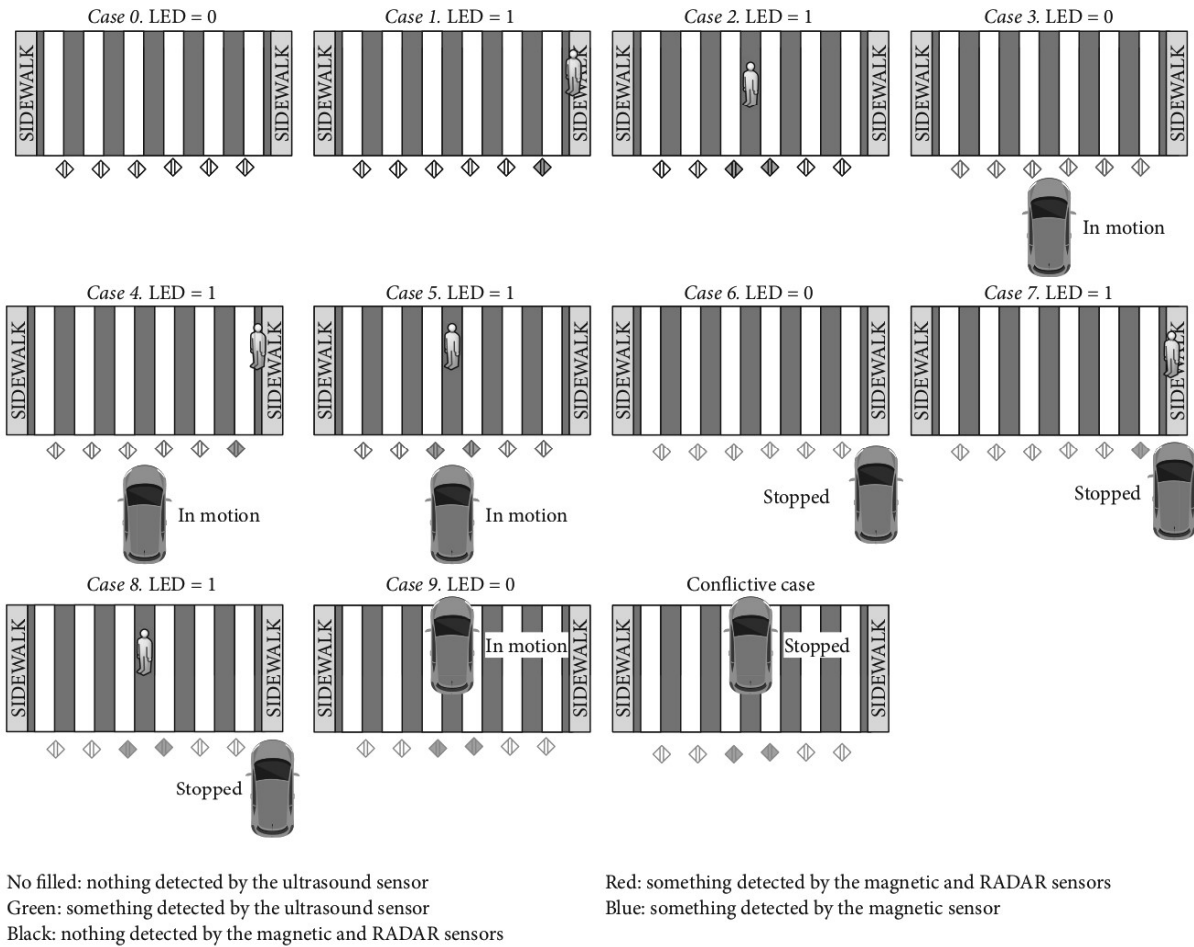 Case 0. LED = 0
Case 1. LED = 1
Case 2. LED = 1
Case 3. LED = 0
SIDEWALK
SIDEWALK
SIDEWALK
SIDEWALK
SIDEWALK
SIDEWALK
SIDEWALK
SIDEWALK
In motion
Case 4. LED = 1
Case 5. LED = 1
Case 6. LED = 0
Case 7. LED = 1
SIDEWALK
SIDEWALK
SIDEWALK
SIDEWALK
SIDEWALK
SIDEWALK
SIDEWALK
SIDEWALK
In motion
In motion
Stopped
Stopped
Case 8. LED = 1
Case 9. LED = 0
Conflictive case
SIDEWALK
SIDEWALK
SIDEWALK
SIDEWALK
SIDEWALK
SIDEWALK
In motion
Stopped
Stopped
No filled: nothing detected by the ultrasound sensor
Green: something detected by the ultrasound sensor
Black: nothing detected by the magnetic and RADAR sensors
Red: something detected by the magnetic and RADAR sensors
Blue: something detected by the magnetic sensor